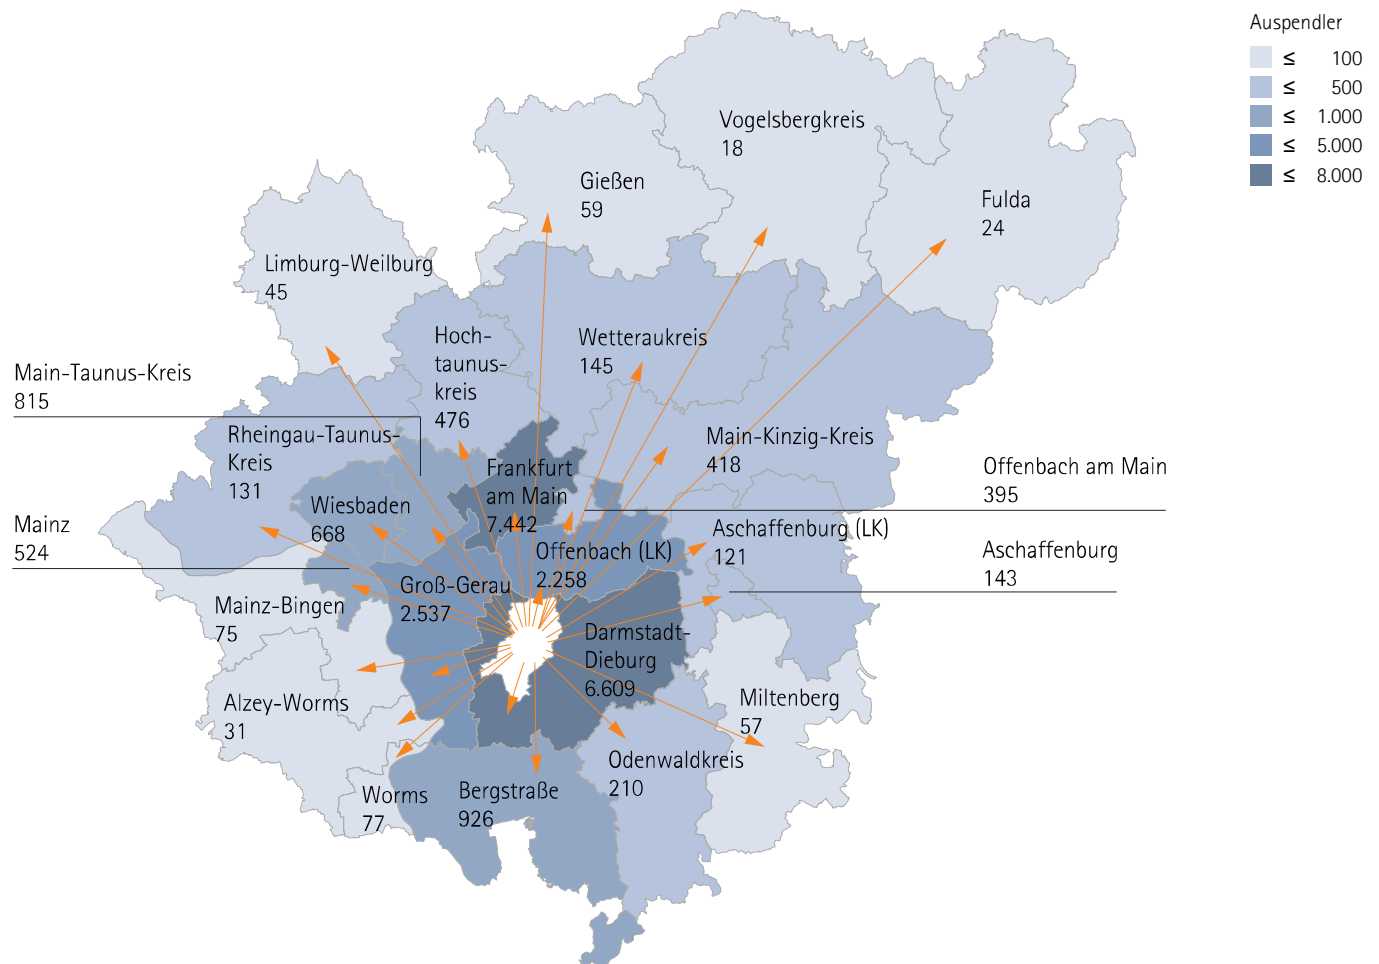 Auspendler
≤ 100
≤ 500
≤ 1.000
≤ 5.000
≤ 8.000
Vogelsbergkreis
18
Gießen
59
Fulda
24
Limburg-Weilburg
45
Hoch-
taunus-
kreis
476
Wetteraukreis
145
Main-Taunus-Kreis
815
Rheingau-Taunus-
Kreis
131
Main-Kinzig-Kreis
418
Frankfurt
am Main
7.442
Offenbach am Main
395
Wiesbaden
668
Mainz
524
Aschaffenburg (LK)
121
Offenbach (LK)
2.258
Aschaffenburg
143
Groß-Gerau
2.537
Mainz-Bingen
75
Darmstadt-
Dieburg
6.609
Alzey-Worms
31
Miltenberg
57
Odenwaldkreis
210
Worms
77
Bergstraße
926